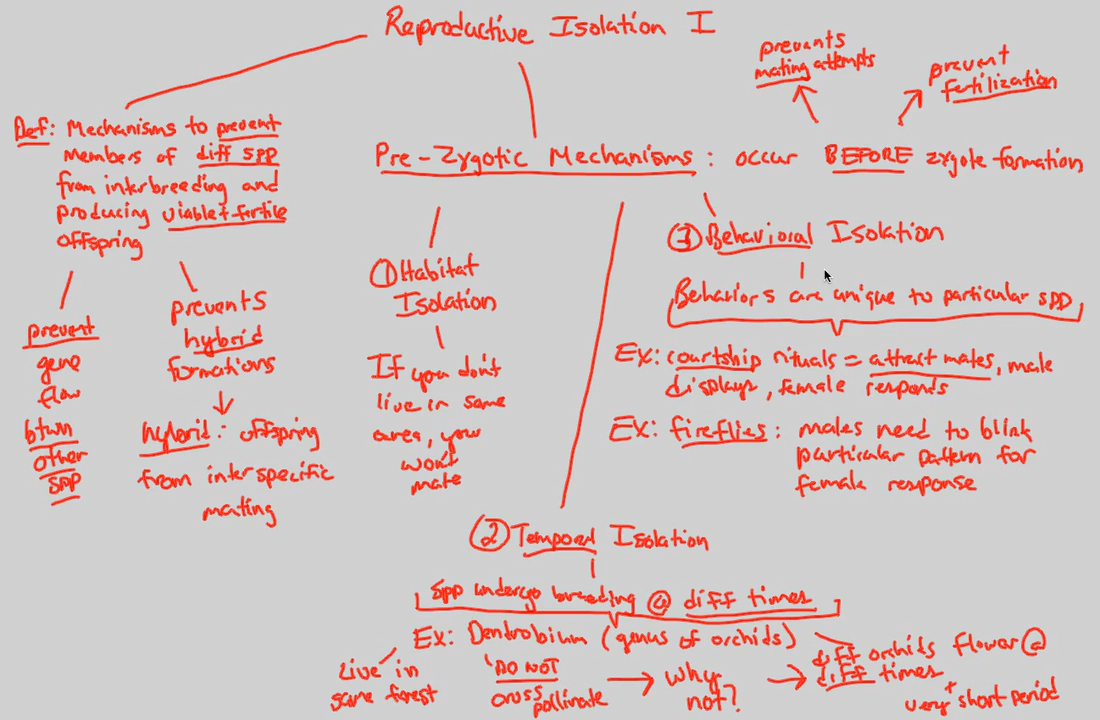 Reproductive Isolation I
Def: Mechanisms to prevent
members of diff spp
from interbreeding and
producing viable + fertile
offspring
prevent
gene
flow
btwn
other
spp
prevents
hybrid
formations
hybrid: offspring
from interspecific
mating
Pre-Zygotic Mechanisms: occur BEFORE zygote formation
prevents
mating attempts
prevent
fertilization
① Habitat
Isolation
If you don't
live in same
area, you
won't
mate
② Temporal Isolation
Spp undergo breeding @ diff times
Ex: Dendrobium (genus of orchids)
Live in
same forest
DO NOT
cross
pollinate
why
not?
diff orchids flower @
diff times
+
very short period
③ Behavioral Isolation
Behaviors are unique to particular spp
Ex: courtship rituals = attract mates, male
displays, female responds
Ex: fireflies: males need to blink
particular pattern for
female response